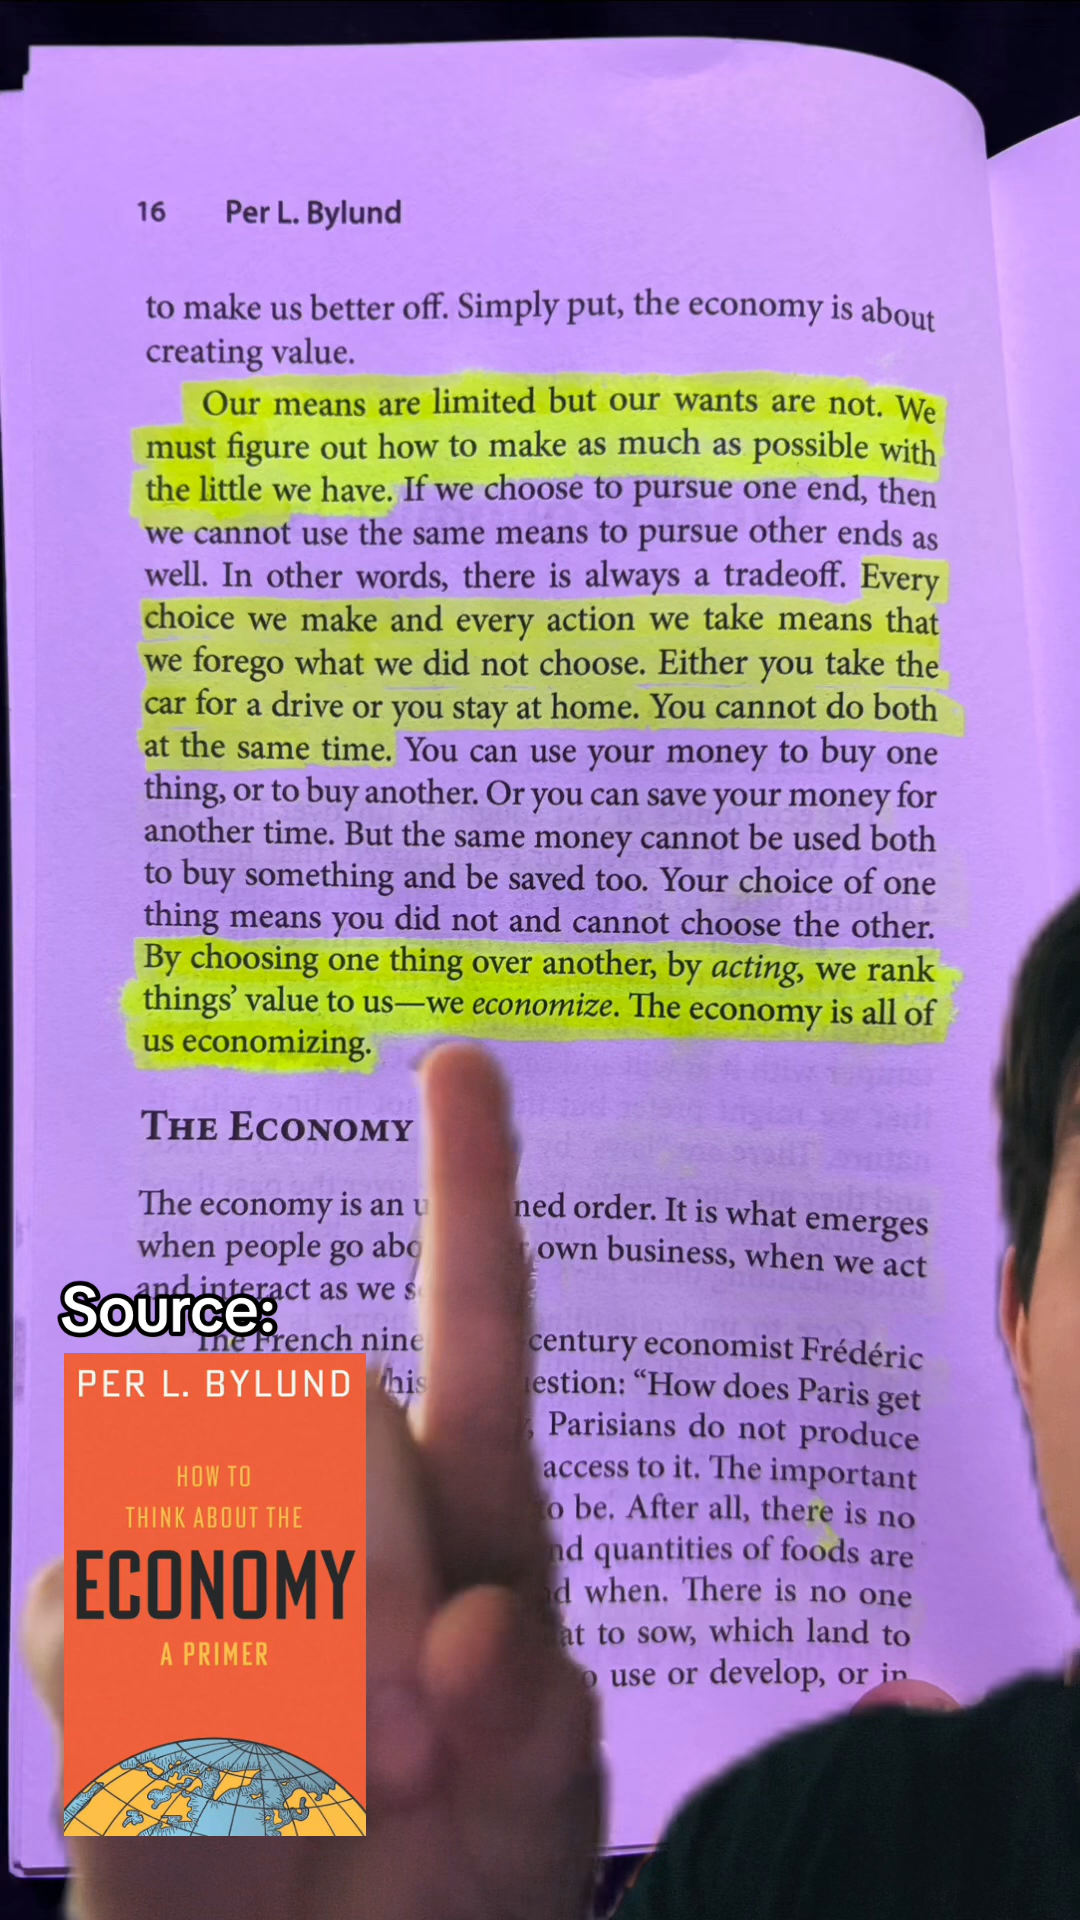 16 Per L. Bylund
to make us better off. Simply put, the economy is about
creating value.
Our means are limited but our wants are not. We
must figure out how to make as much as possible with
the little we have. If we choose to pursue one end, then
we cannot use the same means to pursue other ends as
well. In other words, there is always a tradeoff. Every
choice we make and every action we take means that
we forego what we did not choose. Either you take the
car for a drive or you stay at home. You cannot do both
at the same time. You can use your money to buy one
thing, or to buy another. Or you can save your money for
another time. But the same money cannot be used both
to buy something and be saved too. Your choice of one
thing means you did not and cannot choose the other.
By choosing one thing over another, by acting, we rank
things' value to us—we economize. The economy is all of
us economizing.
THE ECONOMY
The economy is an ned order. It is what emerges
when people go own business, when we act
and interact as we
The French century economist Frédéric
"How does Paris get
Parisians do not produce
access to it. The important
be. After all, there is no
quantities of foods are
when. There is no one
to sow, which land to
use or develop, or in
Source:
PER L. BYLUND
HOW TO
THINK ABOUT THE
ECONOMY
A PRIMER